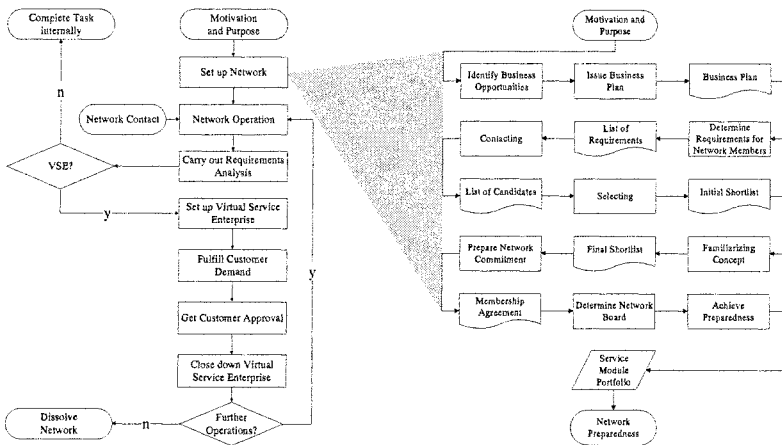 Complete Task
internally
Motivation
and Purpose
Set up Network
n
Network Contact
Network Operation
VSE?
Carry out Requirements
Analysis
y
Set up Virtual Service
Enterprise
Fulfill Customer
Demand
y
Get Customer Approval
Close down Virtual
Service Enterprise
Dissolve
Network
n
Further
Operations?
Motivation and
Purpose
Identify Business
Opportunities
Issue Business
Plan
Business Plan
Contacting
List of
Requirements
Determine
Requirements for
Network Members
List of Candidates
Selecting
Initial Shortlist
Prepare Network
Commitment
Final Shortlist
Familiarizing
Concept
Membership
Agreement
Determine Network
Board
Achieve
Preparedness
Service
Module
Portfolio
Network
Preparedness